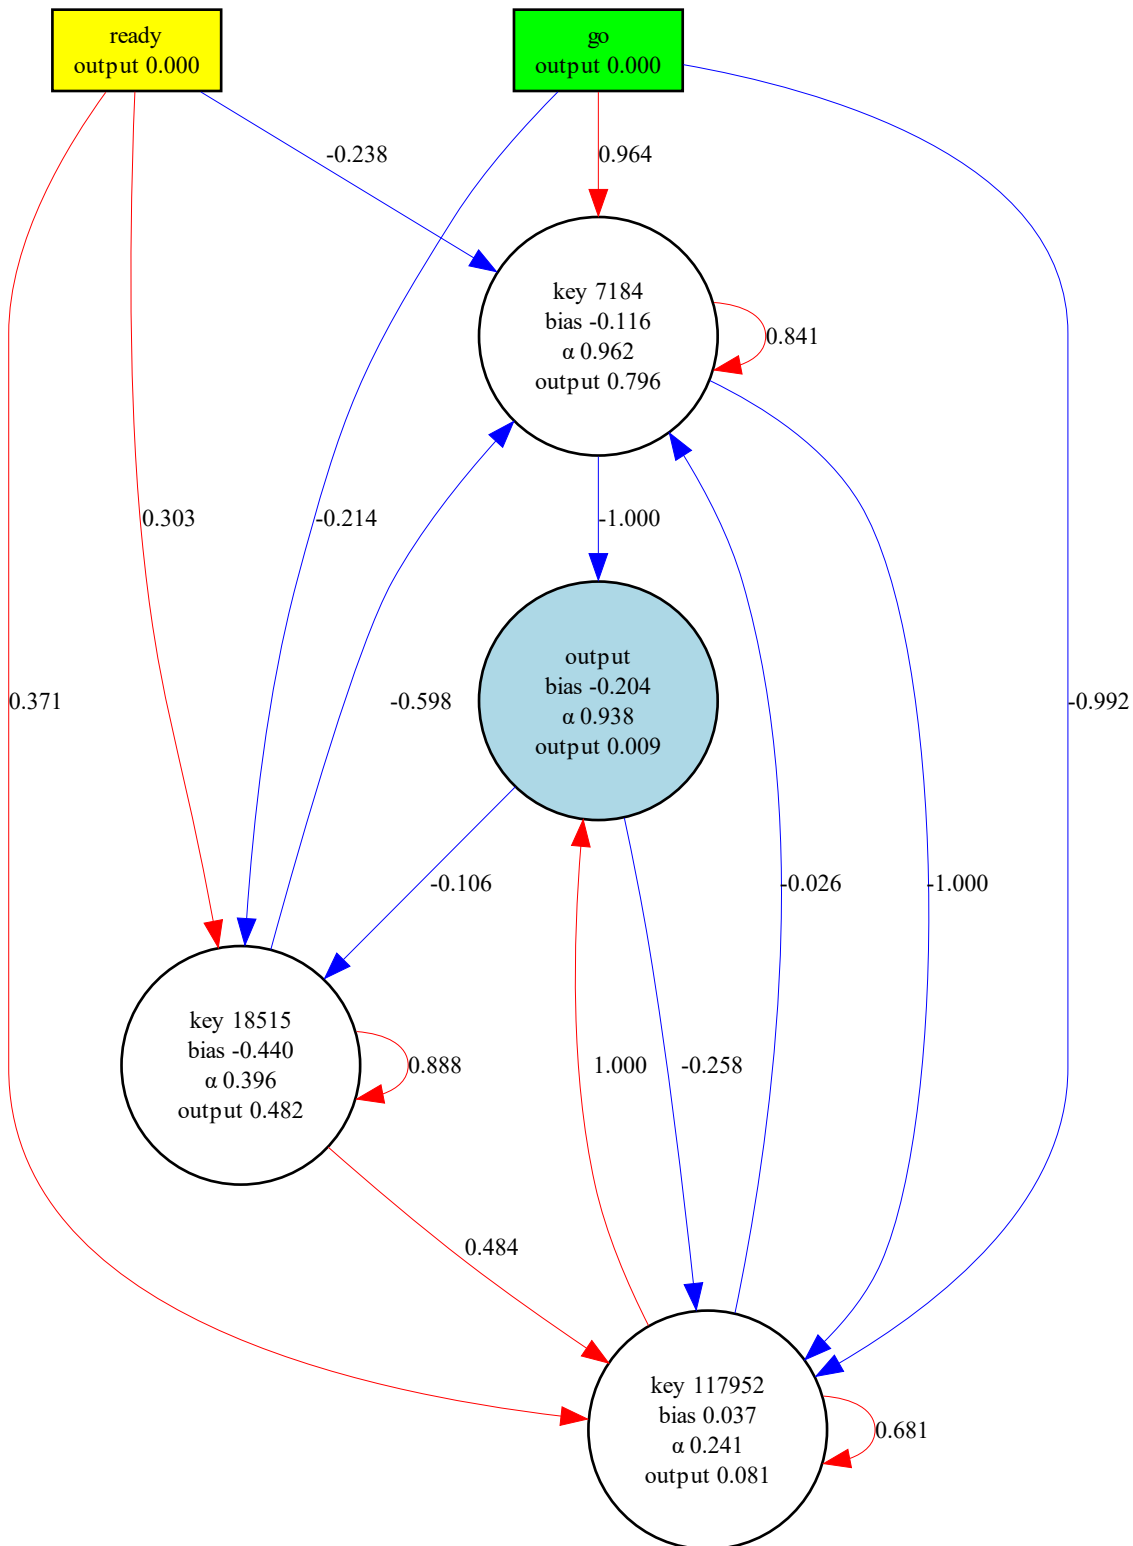 ready
output 0.000
go
output 0.000
-0.238
0.964
key 7184
bias -0.116
α 0.962
output 0.796
0.841
0.303
-0.214
-1.000
output
bias -0.204
α 0.938
output 0.009
0.371
-0.598
-0.992
-0.106
-0.026
-1.000
key 18515
bias -0.440
α 0.396
output 0.482
0.888
1.000
-0.258
0.484
key 117952
bias 0.037
α 0.241
output 0.081
0.681